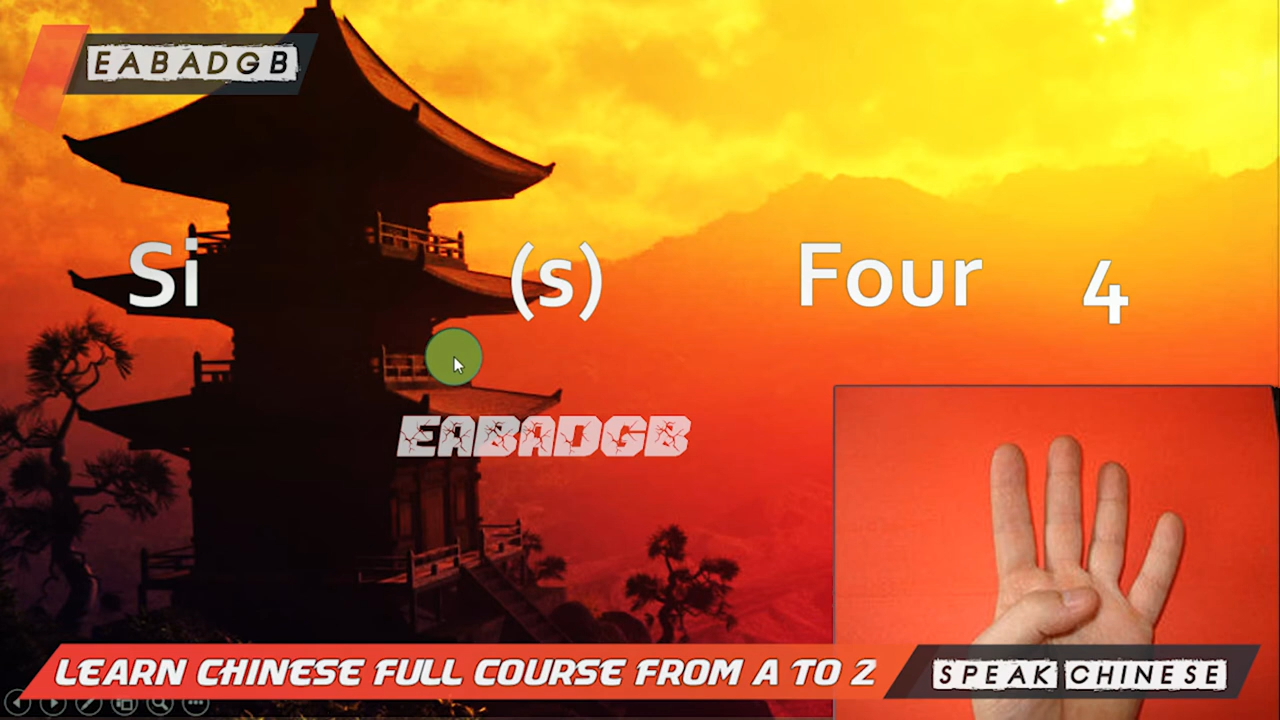 EABADGB
Si (s) Four 4
EABADGB
LEARN CHINESE FULL COURSE FROM A TO Z
SPEAK CHINESE